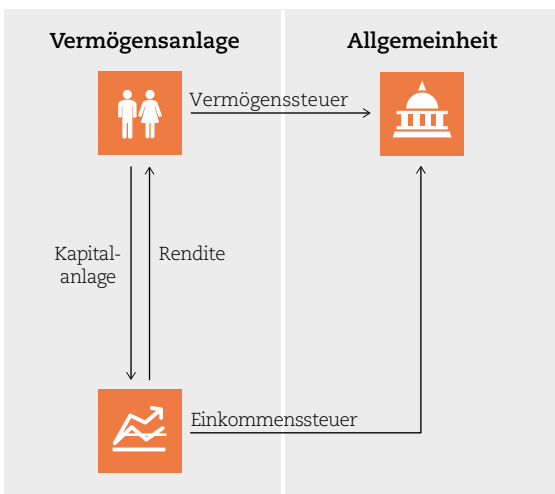 Vermögensanlage
Allgemeinheit
Vermögenssteuer
Kapital-
anlage
Rendite
Einkommenssteuer